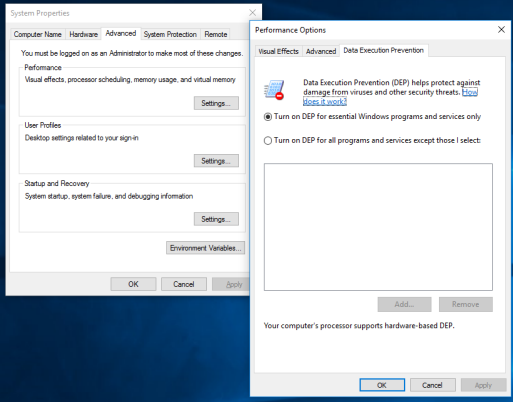 System Properties
Computer Name Hardware Advanced System Protection Remote
You must be logged on as an Administrator to make most of these changes.
Performance
Visual effects, processor scheduling, memory usage, and virtual memory
Settings...
User Profiles
Desktop settings related to your sign-in
Settings...
Startup and Recovery
System startup, system failure, and debugging information
Settings...
Environment Variables...
OK Cancel Apply
Performance Options
Visual Effects Advanced Data Execution Prevention
Data Execution Prevention (DEP) helps protect against
damage from viruses and other security threats. How
does it work?
Turn on DEP for essential Windows programs and services only
Turn on DEP for all programs and services except those I select:
Add... Remove
Your computer's processor supports hardware-based DEP.
OK Cancel Apply